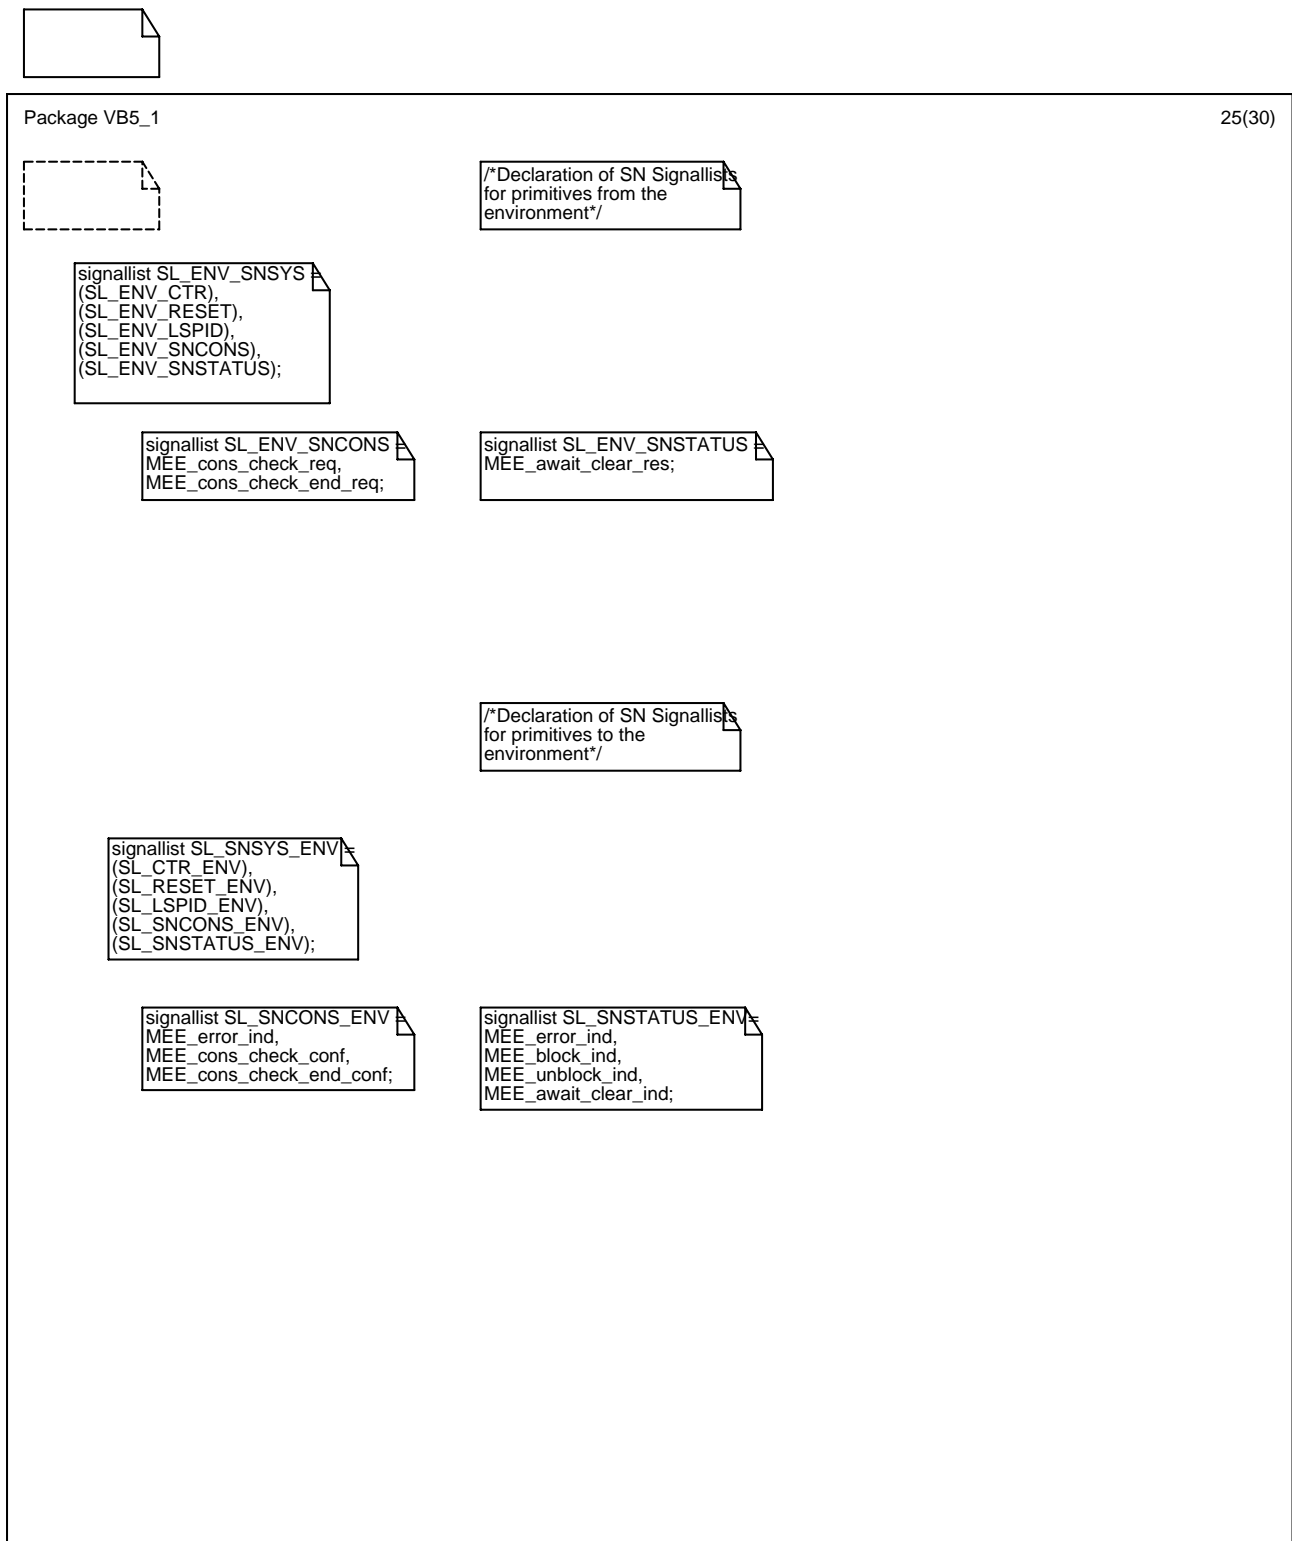 Package VB5_1
25(30)
/*Declaration of SN Signallists
for primitives from the
environment*/
signallist SL_ENV_SNSYS =
(SL_ENV_CTR),
(SL_ENV_RESET),
(SL_ENV_LSPID),
(SL_ENV_SNCONS),
(SL_ENV_SNSTATUS);
signallist SL_ENV_SNCONS =
MEE_cons_check_req,
MEE_cons_check_end_req;
signallist SL_ENV_SNSTATUS =
MEE_await_clear_res;
/*Declaration of SN Signallists
for primitives to the
environment*/
signallist SL_SNSYS_ENV =
(SL_CTR_ENV),
(SL_RESET_ENV),
(SL_LSPID_ENV),
(SL_SNCONS_ENV),
(SL_SNSTATUS_ENV);
signallist SL_SNCONS_ENV =
MEE_error_ind,
MEE_cons_check_conf,
MEE_cons_check_end_conf;
signallist SL_SNSTATUS_ENV=
MEE_error_ind,
MEE_block_ind,
MEE_unblock_ind,
MEE_await_clear_ind;